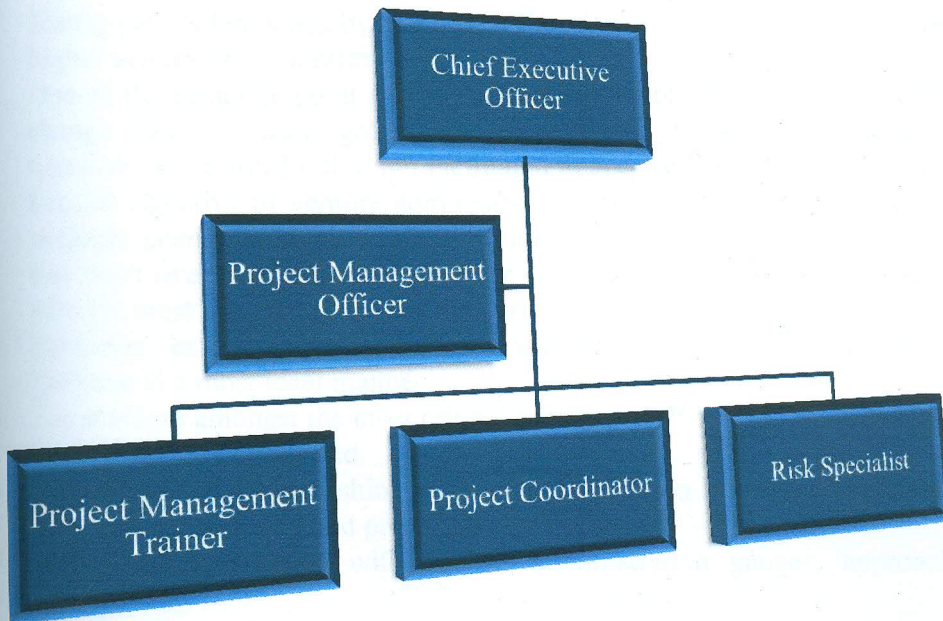 Chief Executive
Officer
Project Management
Officer
Project Management
Trainer
Project Coordinator
Risk Specialist